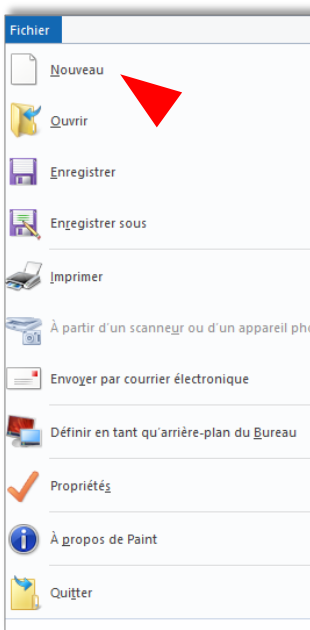 Fichier
Nouveau
Ouvrir
Enregistrer
Enregistrer sous
Imprimer
À partir d'un scanneur ou d'un appareil pho
Envoyer par courrier électronique
Définir en tant qu'arrière-plan du Bureau
Propriétés
À propos de Paint
Quitter